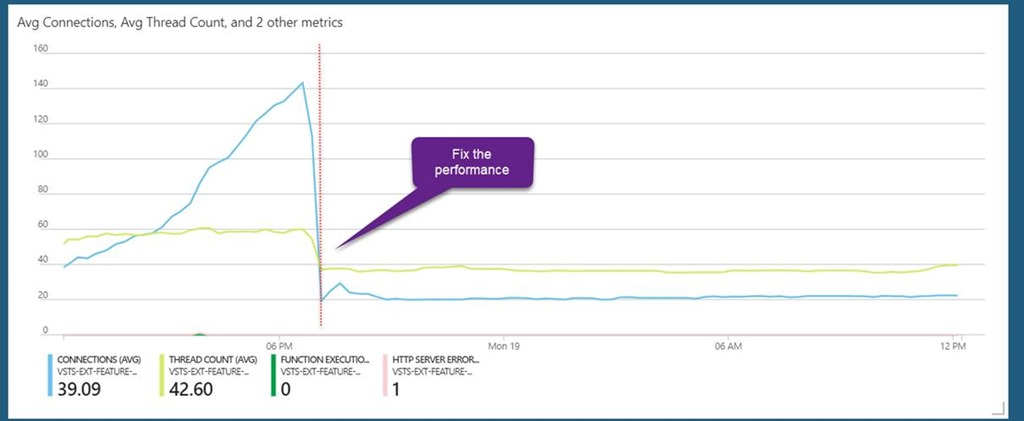 Avg Connections, Avg Thread Count, and 2 other metrics
160
140
120
100
80
60
40
20
0
Fix the
performance
06 PM
Mon 19
06 AM
12 PM
CONNECTIONS (AVG)
VSTS-EXT-FEATURE-...
39.09
THREAD COUNT (AVG)
VSTS-EXT-FEATURE-...
42.60
FUNCTION EXECUTIO...
VSTS-EXT-FEATURE-...
0
HTTP SERVER ERROR...
VSTS-EXT-FEATURE-...
1